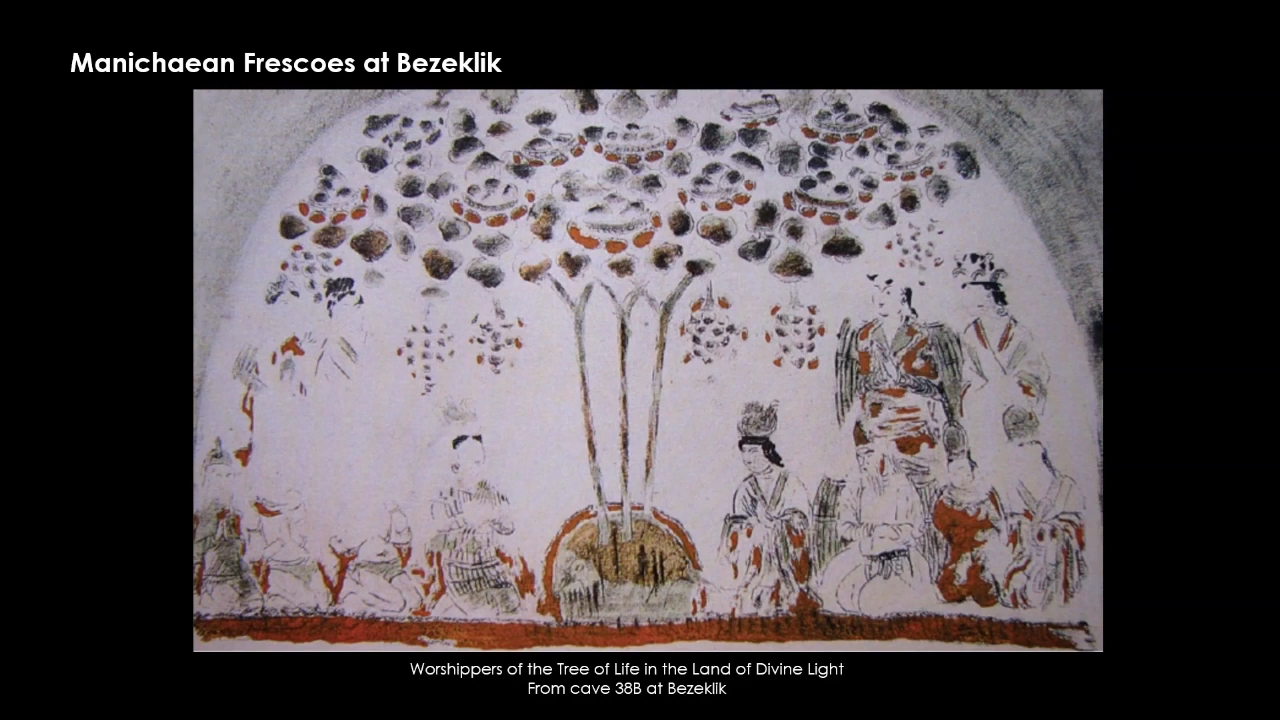 Manichaean Frescoes at Bezeklik
Worshippers of the Tree of Life in the Land of Divine Light
From cave 38B at Bezeklik